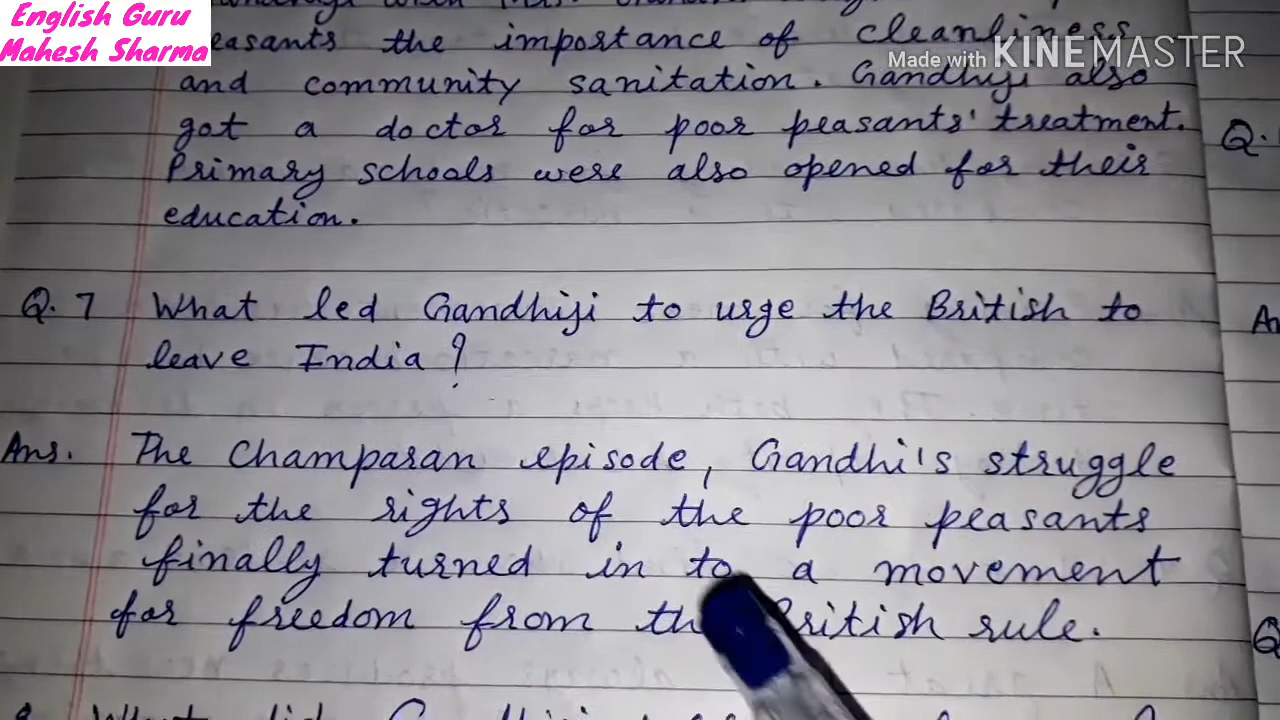 English Guru
Mahesh Sharma
Made with KINEMASTER
easants the importance of cleanliness
and community sanitation. Gandhiji also
got a doctor for poor peasants' treatment.
Primary schools were also opened for their
education.
Q.
Q. 7 What led Gandhiji to urge the British to
leave India?
An
Ans. The Champaran episode, Gandhi's struggle
for the rights of the poor peasants
finally turned in to a movement
for freedom from th ritish rule.
Q